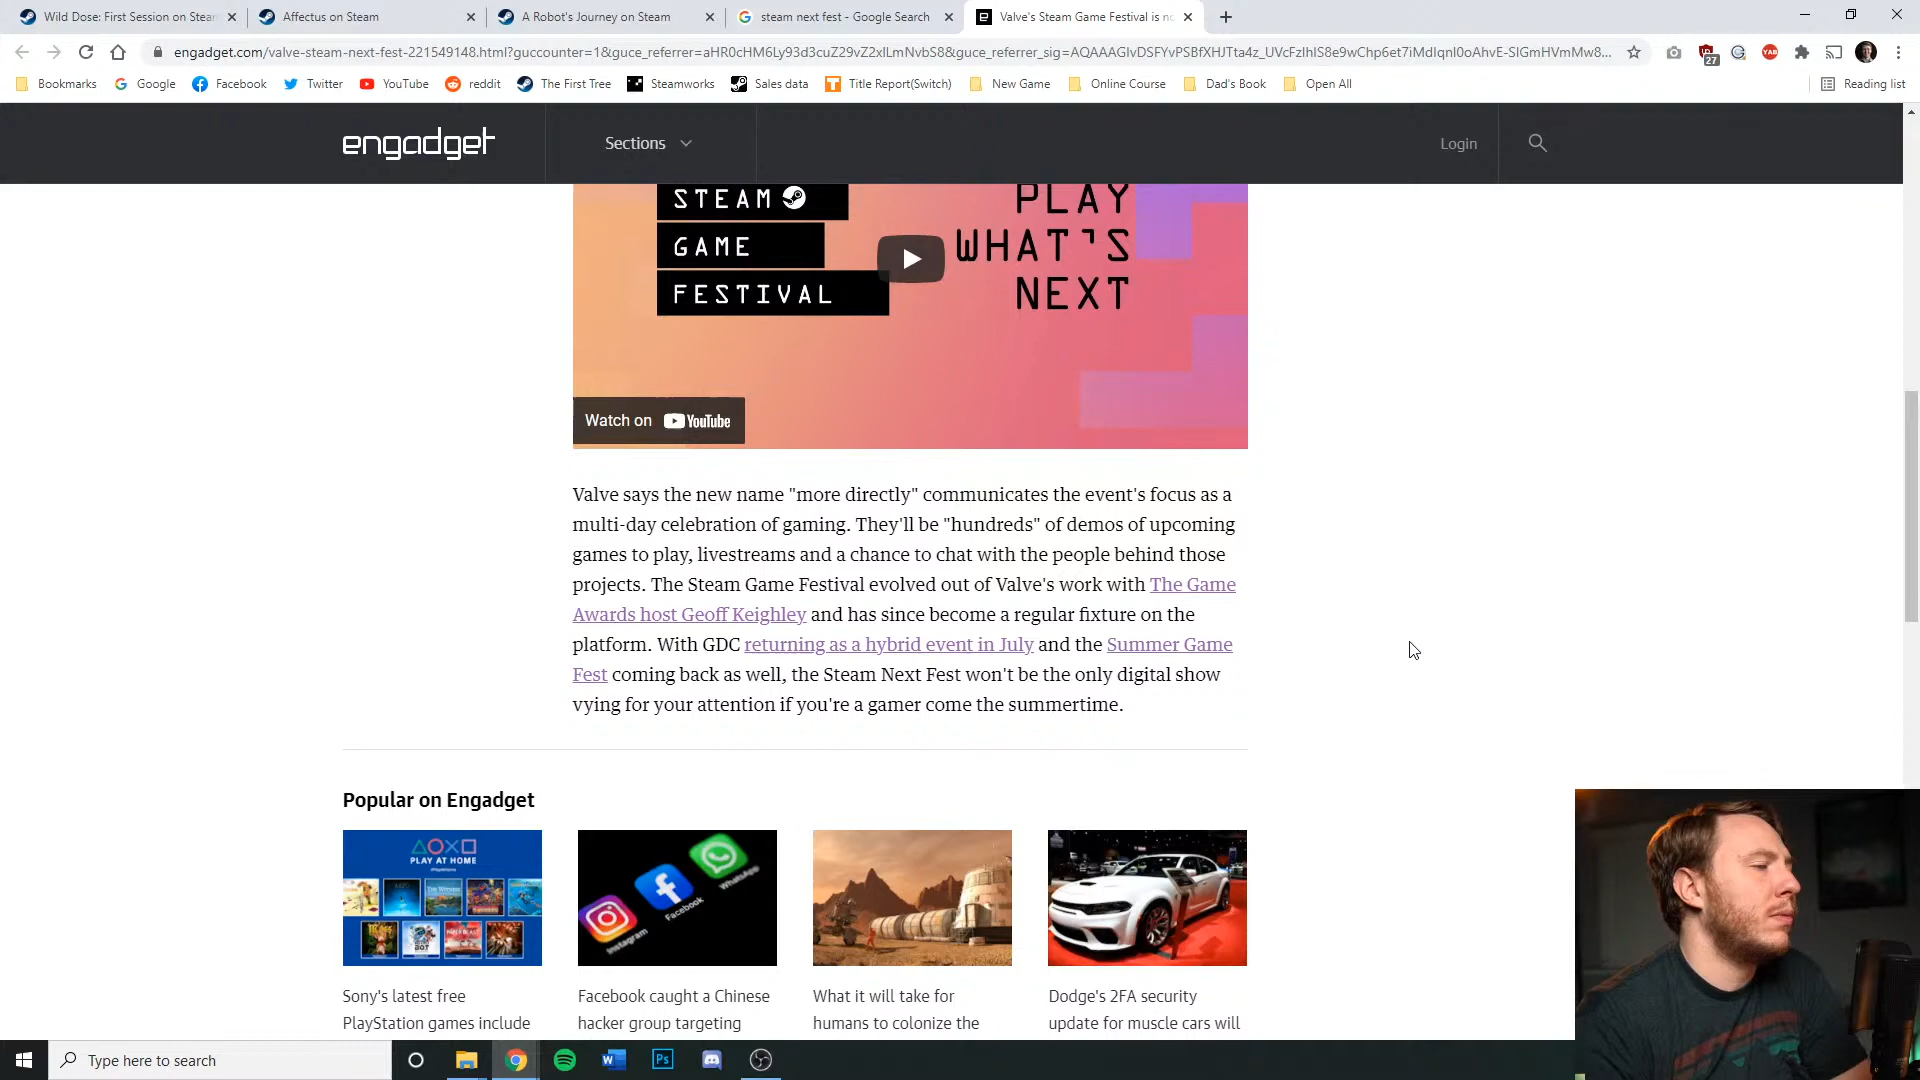 Wild Dose: First Session on Steam
Affectus on Steam
A Robot's Journey on Steam
steam next fest - Google Search
Valve's Steam Game Festival is no
engadget.com/valve-steam-next-fest-221549148.html?guccounter=1&guce_referrer=
27
YAB
Bookmarks
Google
Facebook
Twitter
YouTube
reddit
The First Tree
Steamworks
Sales data
Title Report(Switch)
New Game
Online Course
Dad's Book
Open All
Reading list
engadget
Sections
Login
STEAM
GAME
FESTIVAL
PLAY
WHAT'S
NEXT
Watch on YouTube
Valve says the new name "more directly" communicates the event's focus as a
multi-day celebration of gaming. They'll be "hundreds" of demos of upcoming
games to play, livestreams and a chance to chat with the people behind those
projects. The Steam Game Festival evolved out of Valve's work with The Game
Awards host Geoff Keighley and has since become a regular fixture on the
platform. With GDC returning as a hybrid event in July and the Summer Game
Fest coming back as well, the Steam Next Fest won't be the only digital show
vying for your attention if you're a gamer come the summertime.
Popular on Engadget
PLAY AT HOME
Instagram
Facebook
WhatsApp
Sony's latest free
PlayStation games include
Facebook caught a Chinese
hacker group targeting
What it will take for
humans to colonize the
Dodge's 2FA security
update for muscle cars will
Type here to search
Ps